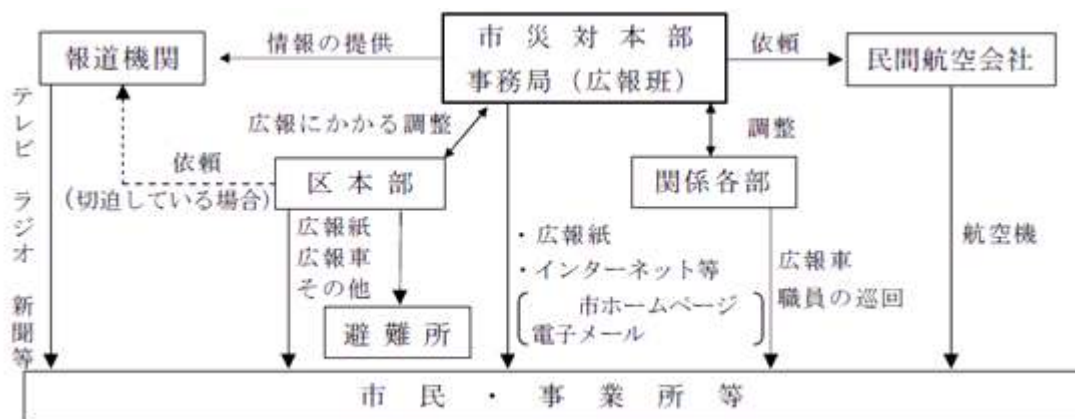 報道機関
情報の提供
市災対本部
事務局（広報班）
依頼
民間航空会社
テレビ ラジオ 新聞等
広報にかかる調整
調整
依頼
(切迫している場合)
区本部
関係各部
広報紙
広報車
その他
・広報紙
・インターネット等
市ホームページ
電子メール
広報車
職員の巡回
航空機
避難所
市民・事業所等